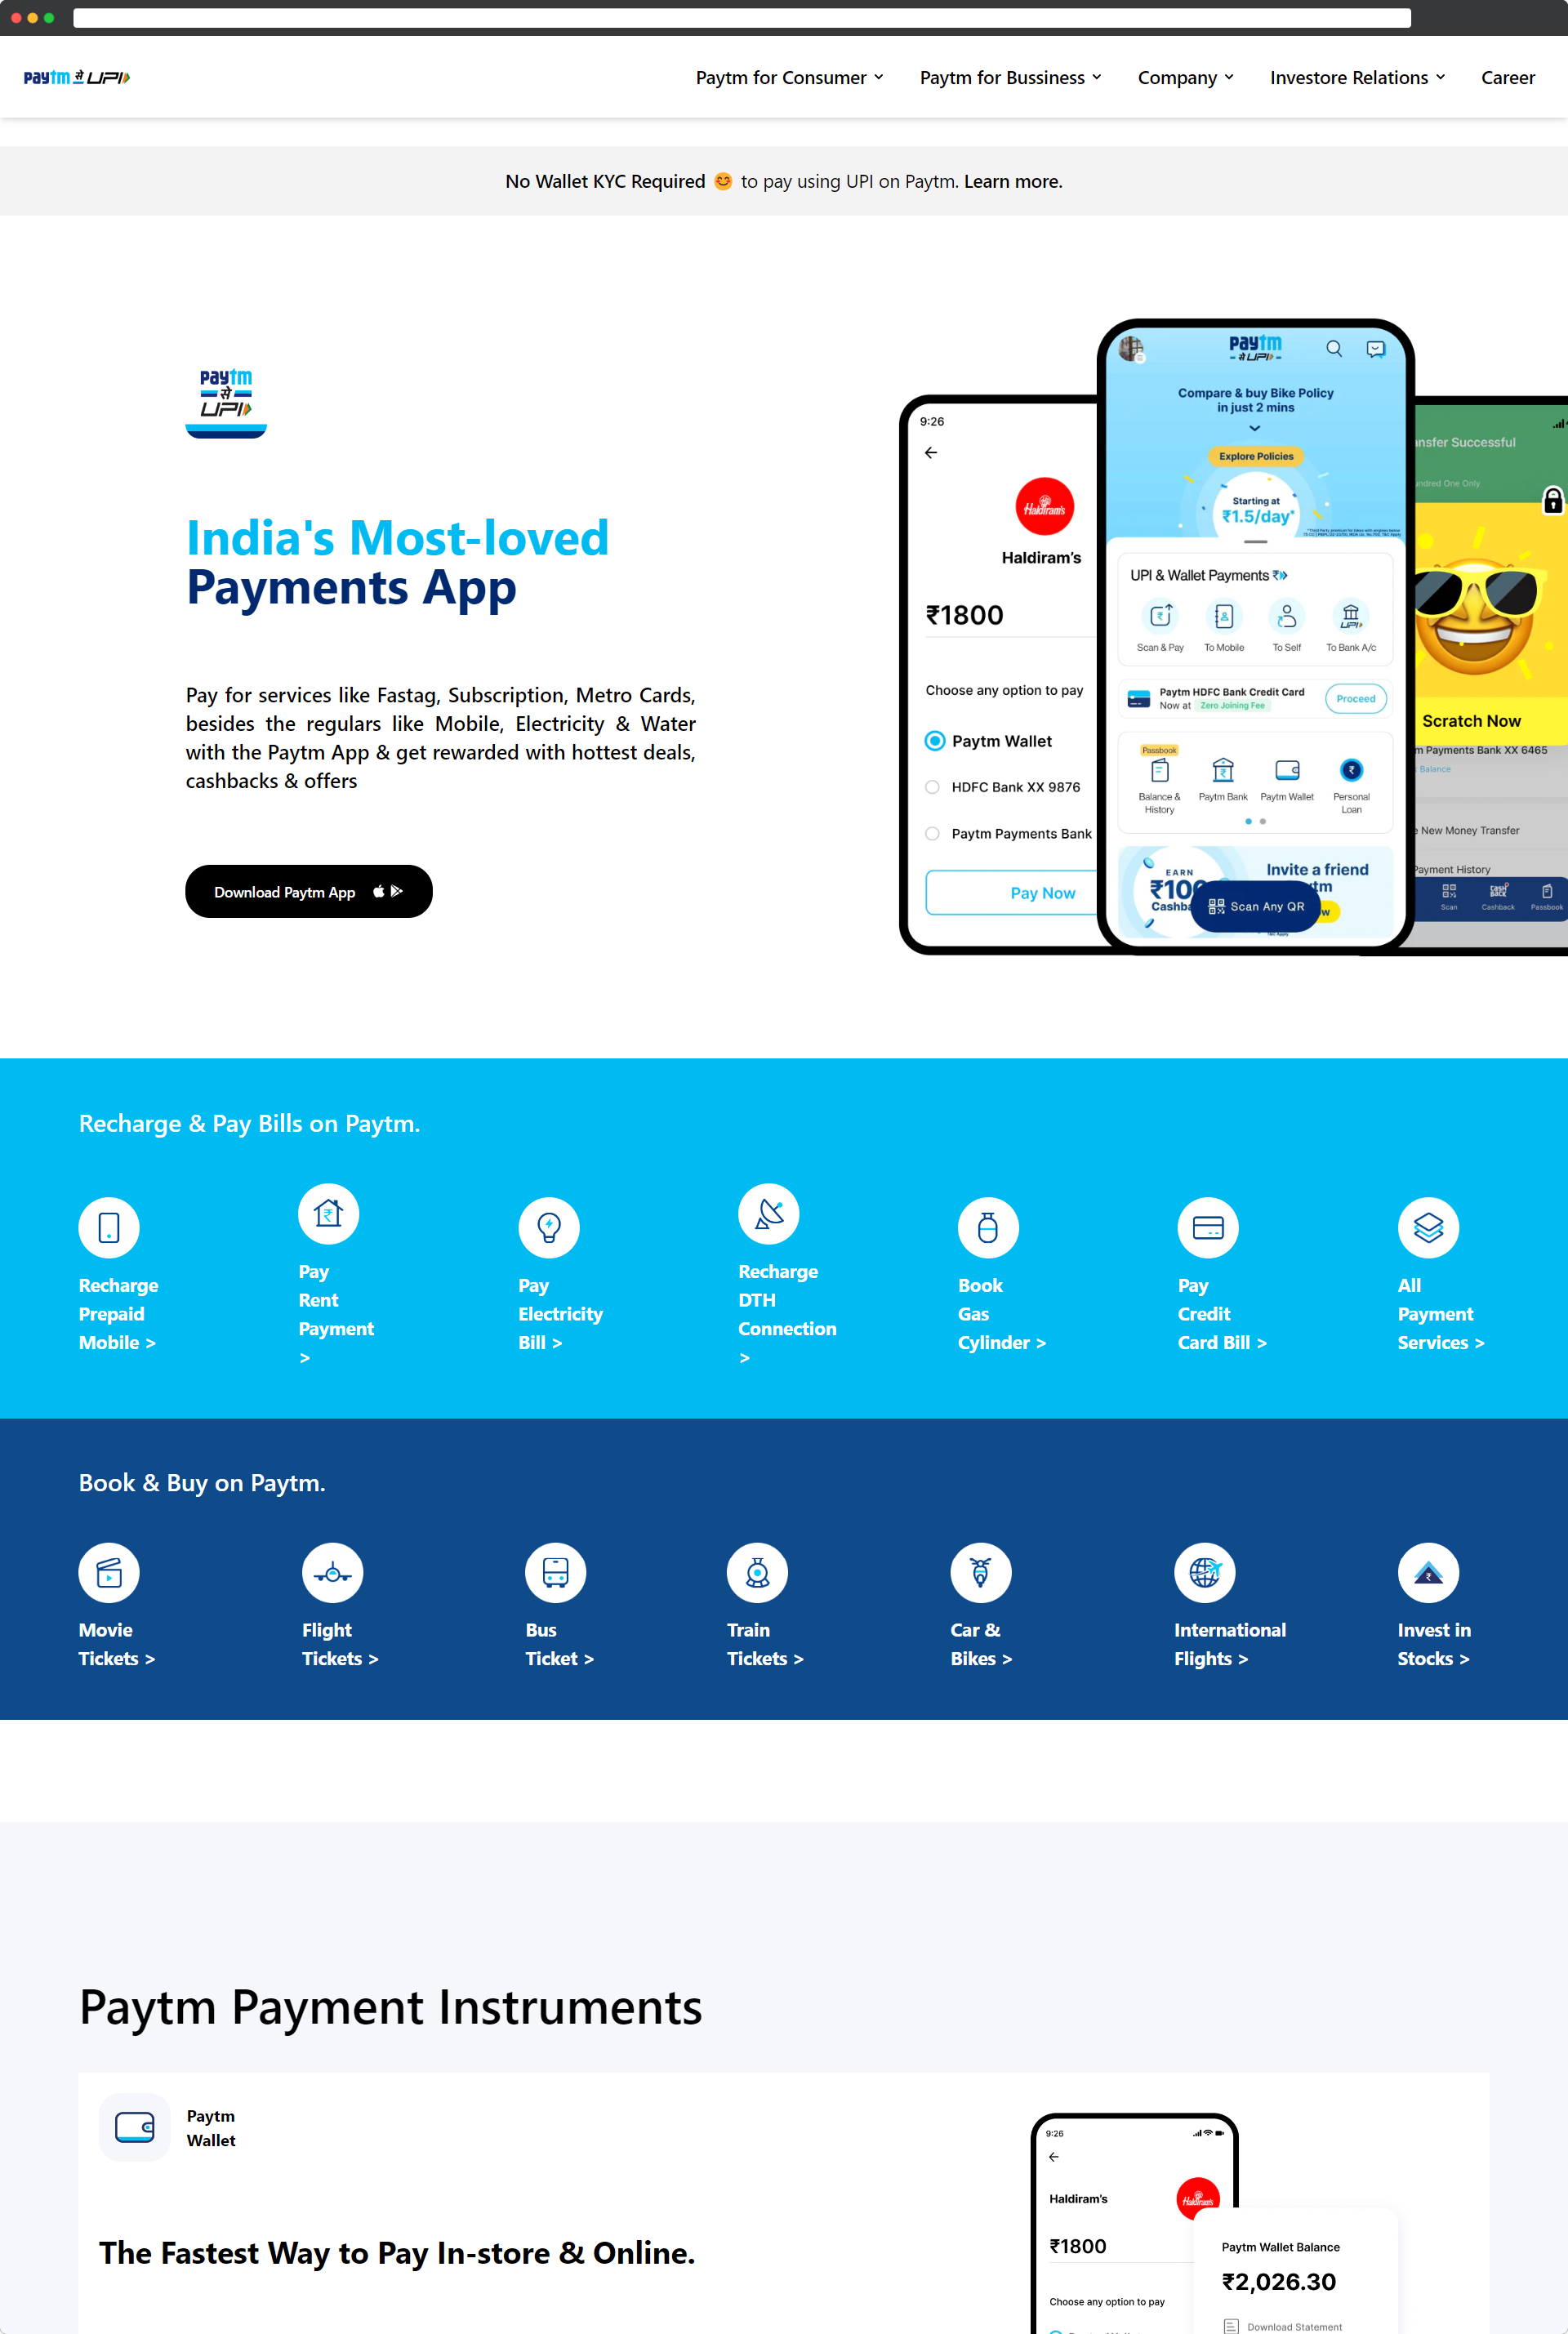 paytm से UPI
Paytm for Consumer
Paytm for Bussiness
Company
Investore Relations
Career
No Wallet KYC Required 😊 to pay using UPI on Paytm. Learn more.
paytm
से
UPI
India's Most-loved
Payments App
Pay for services like Fastag, Subscription, Metro Cards,
besides the regulars like Mobile, Electricity & Water
with the Paytm App & get rewarded with hottest deals,
cashbacks & offers
Download Paytm App
9:26
Haldiram's
Haldiram's
₹1800
Choose any option to pay
Paytm Wallet
HDFC Bank XX 9876
Paytm Payments Bank
Pay Now
paytm
से UPI
Compare & buy Bike Policy
in just 2 mins
Explore Policies
Starting at
₹1.5/day*
UPI & Wallet Payments
Scan & Pay
To Mobile
To Self
To Bank A/c
Paytm HDFC Bank Credit Card
Now at Zero Joining Fee
Proceed
Passbook
Balance &
History
Paytm Bank
Paytm Wallet
Personal
Loan
EARN
₹100
Invite a friend
Scan Any QR
Successful
One Only
Scratch Now
Payments Bank XX 6465
Balance
New Money Transfer
Payment History
Scan
Cashback
Passbook
Recharge & Pay Bills on Paytm.
Recharge
Prepaid
Mobile >
Pay
Rent
Payment
>
Pay
Electricity
Bill >
Recharge
DTH
Connection
>
Book
Gas
Cylinder >
Pay
Credit
Card Bill >
All
Payment
Services >
Book & Buy on Paytm.
Movie
Tickets >
Flight
Tickets >
Bus
Ticket >
Train
Tickets >
Car &
Bikes >
International
Flights >
Invest in
Stocks >
Paytm Payment Instruments
Paytm
Wallet
The Fastest Way to Pay In-store & Online.
9:26
Haldiram's
Haldiram's
₹1800
Choose any option to pay
Paytm Wallet Balance
₹2,026.30
Download Statement